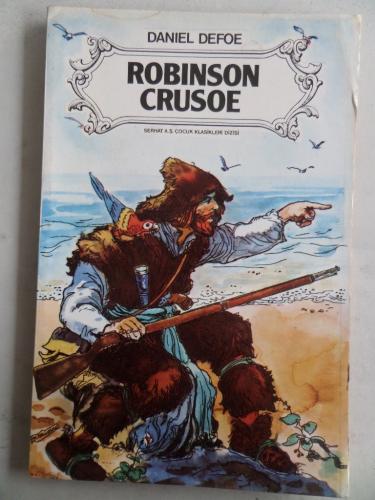 DANIEL DEFOE
ROBINSON
CRUSOE
SERHAT A.Ş. ÇOCUK KLASİKLERİ DİZİSİ